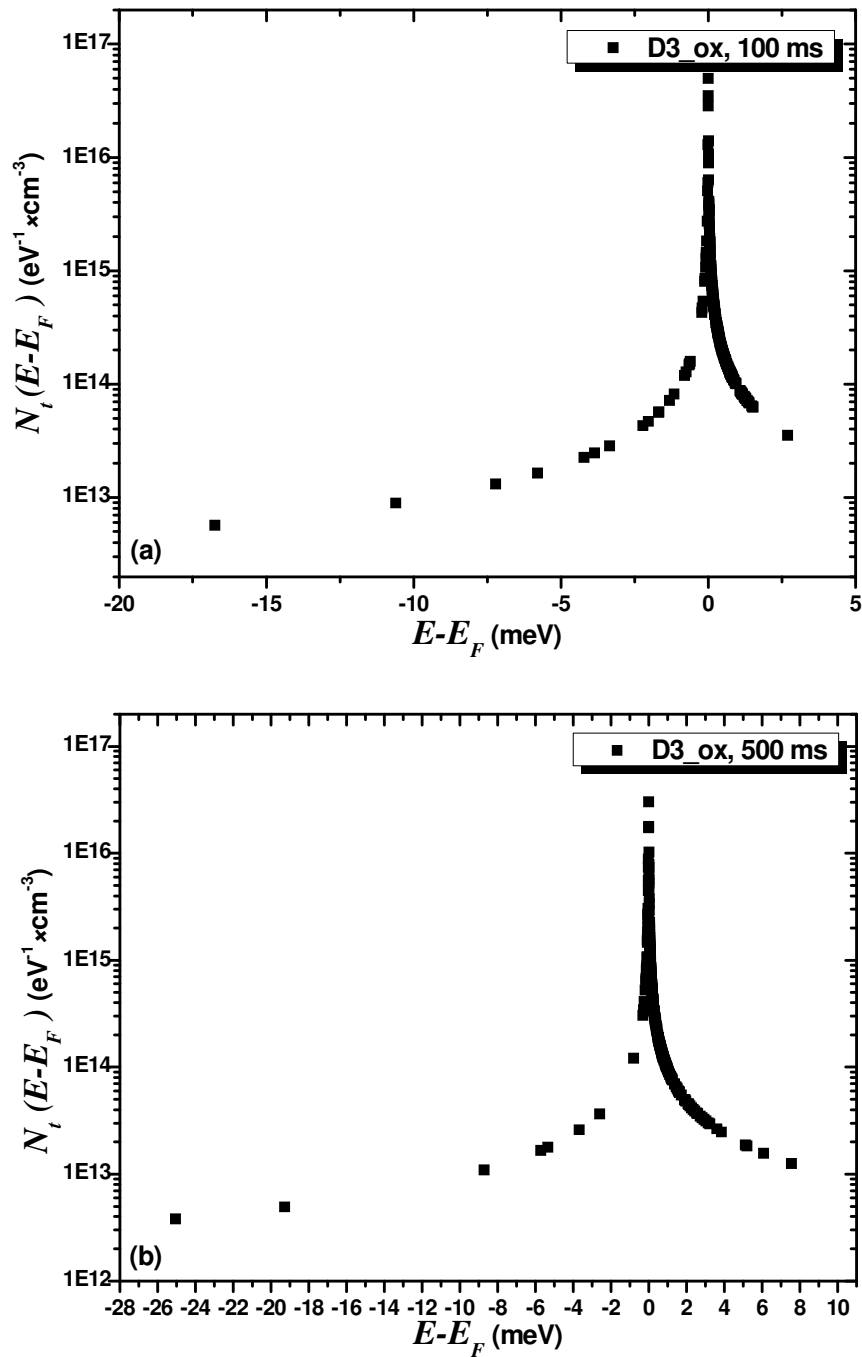 1E17
D3_ox, 100 ms
1E16
1E15
1E14
1E13
N_t (E-E_F) (eV⁻¹ ×cm⁻³)
(a)
-20 -15 -10 -5 0 5
E-E_F (meV)
1E17
D3_ox, 500 ms
1E16
1E15
1E14
1E13
1E12
N_t (E-E_F) (eV⁻¹ ×cm⁻³)
(b)
-28 -26 -24 -22 -20 -18 -16 -14 -12 -10 -8 -6 -4 -2 0 2 4 6 8 10
E-E_F (meV)